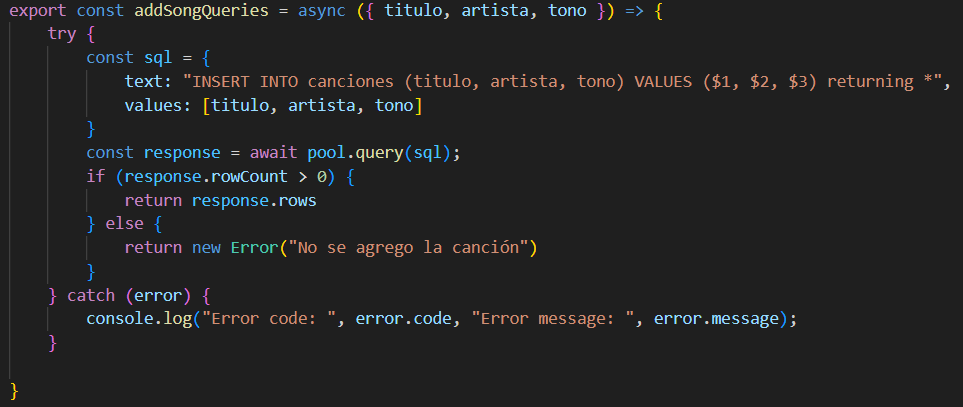 export const addSongQueries = async ({ titulo, artista, tono }) => {
    try {
        const sql = {
            text: "INSERT INTO canciones (titulo, artista, tono) VALUES ($1, $2, $3) returning *",
            values: [titulo, artista, tono]
        }
        const response = await pool.query(sql);
        if (response.rowCount > 0) {
            return response.rows
        } else {
            return new Error("No se agrego la canción")
        }
    } catch (error) {
        console.log("Error code: ", error.code, "Error message: ", error.message);
    }

}